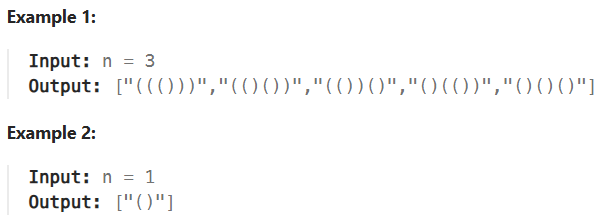 Example 1:
Input: n = 3
Output: ["((()))","(()())","(())()","()(())","()()()"]
Example 2:
Input: n = 1
Output: ["()"]